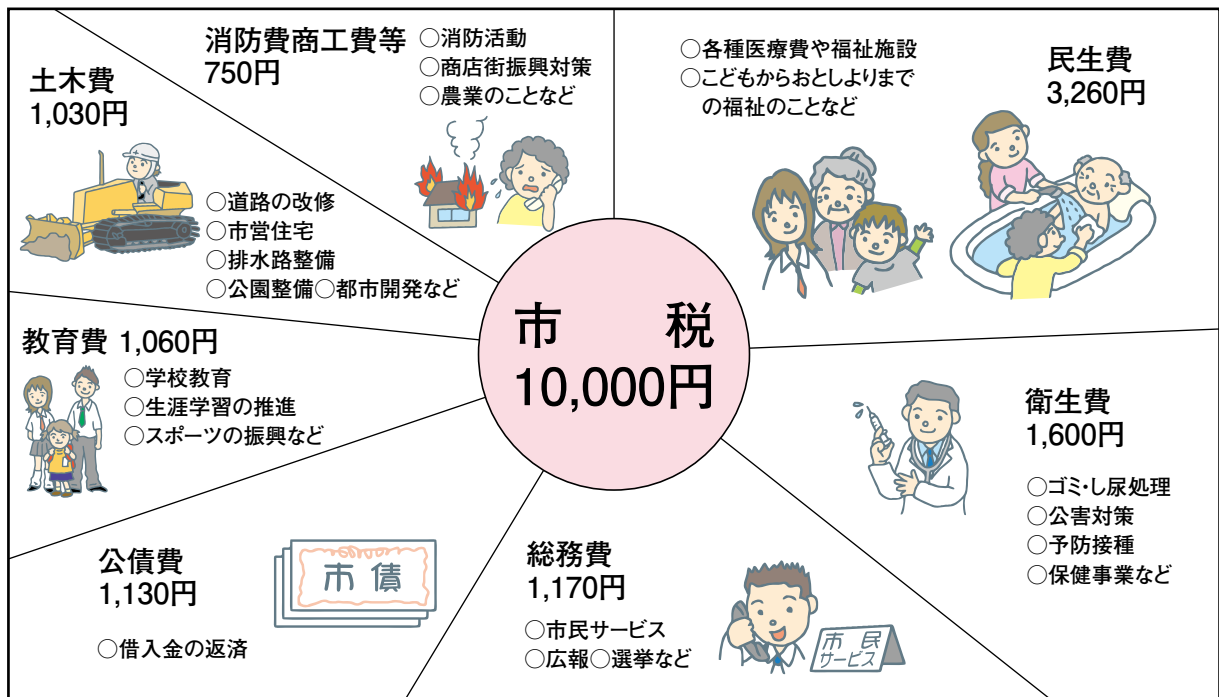 消防費商工費等
750円
○消防活動
○商店街振興対策
○農業のことなど
○各種医療費や福祉施設
○こどもからおとしよりまで
の福祉のことなど
民生費
3,260円
土木費
1,030円
○道路の改修
○市営住宅
○排水路整備
○公園整備○都市開発など
市税
10,000円
教育費 1,060円
○学校教育
○生涯学習の推進
○スポーツの振興など
衛生費
1,600円
○ゴミ・し尿処理
○公害対策
○予防接種
○保健事業など
公債費
1,130円
○借入金の返済
市債
総務費
1,170円
○市民サービス
○広報○選挙など
市民
サービス